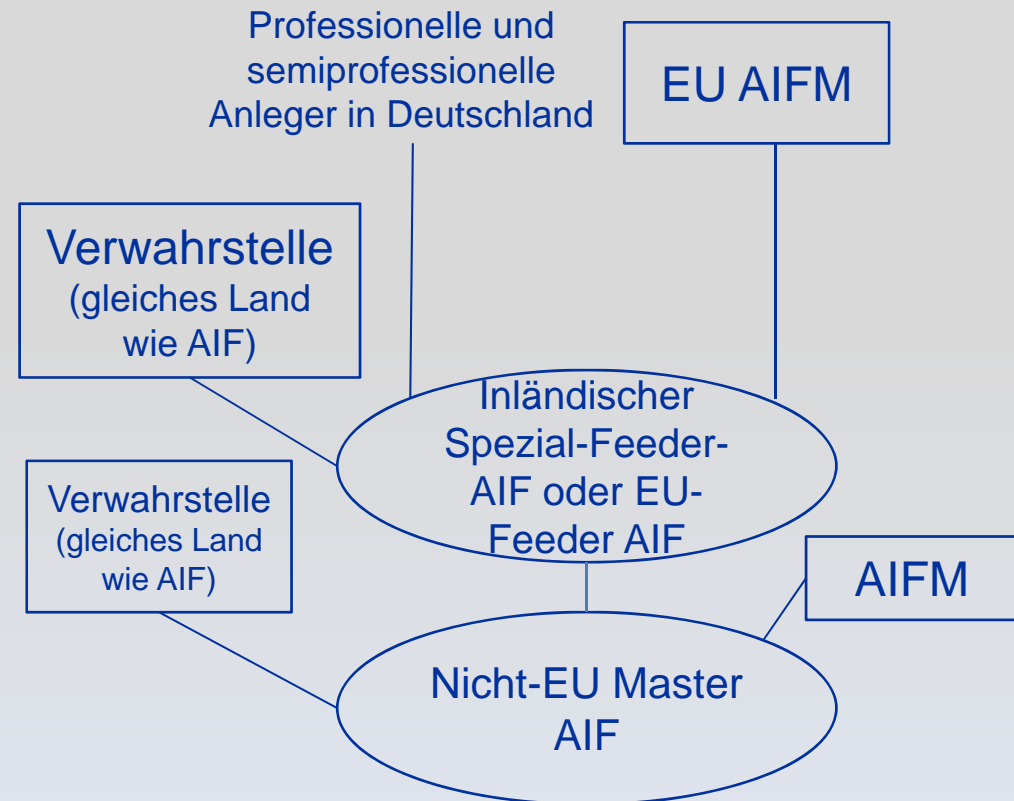 Professionelle und
semiprofessionelle
Anleger in Deutschland
EU AIFM
Verwahrstelle
(gleiches Land
wie AIF)
Inländischer
Spezial-Feeder-
AIF oder EU-
Feeder AIF
Verwahrstelle
(gleiches Land
wie AIF)
AIFM
Nicht-EU Master
AIF